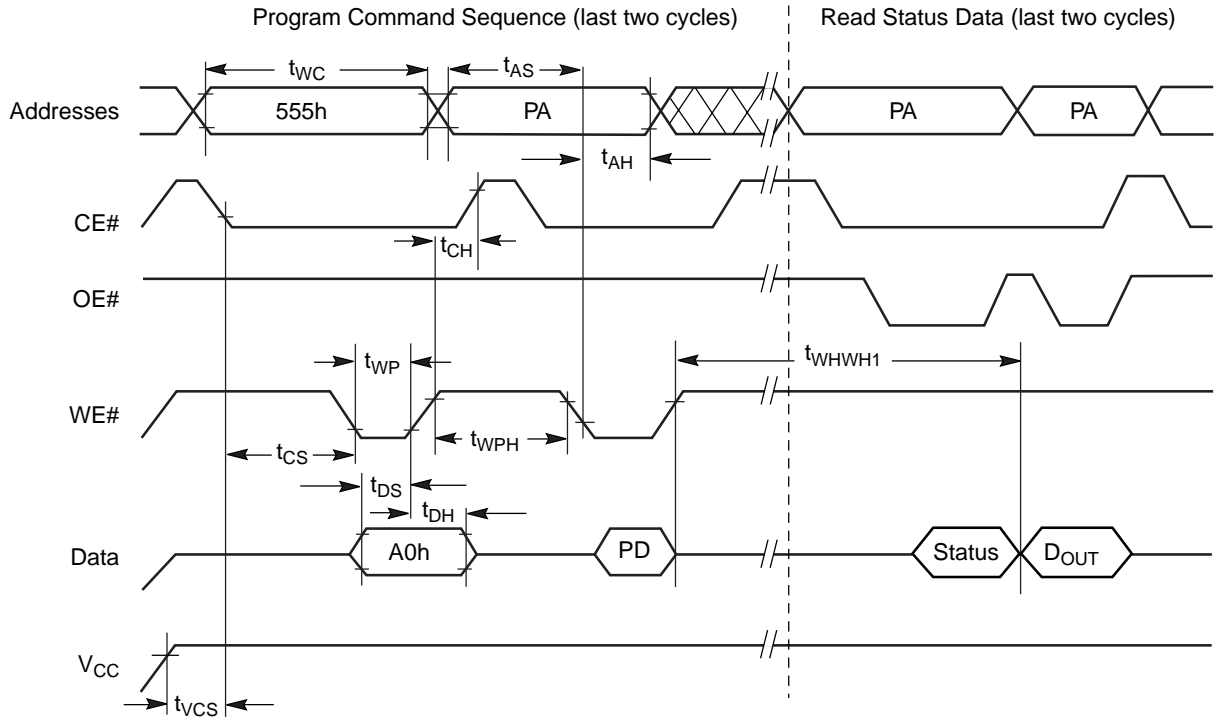 Program Command Sequence (last two cycles)
Read Status Data (last two cycles)
tWC
tAS
Addresses
555h
PA
PA
PA
tAH
CE#
tCH
OE#
tWP
tWHWH1
WE#
tCS
tWPH
tDS
tDH
Data
A0h
PD
Status
DOUT
VCC
tVCS